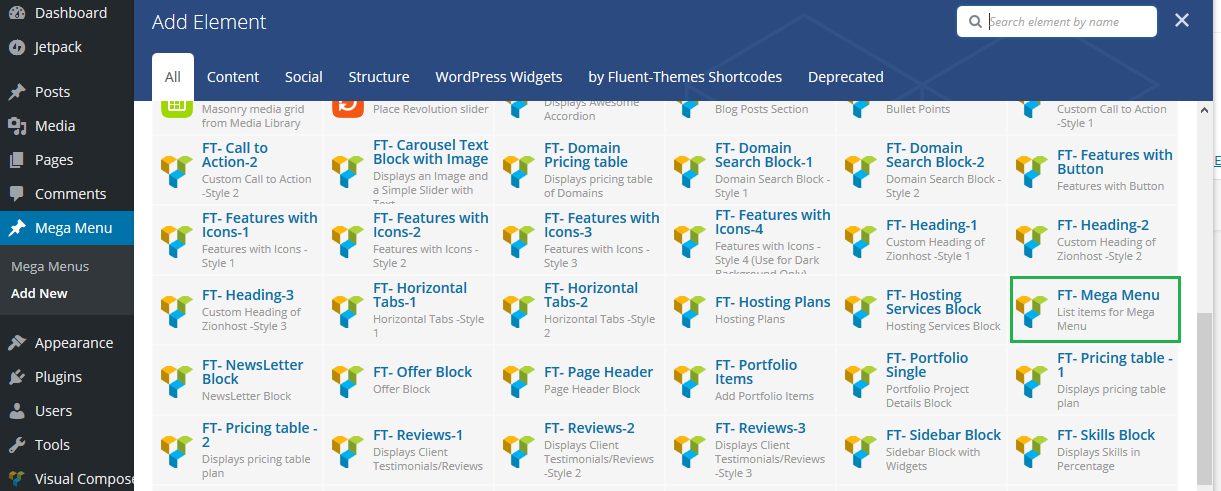 Dashboard
Jetpack
Posts
Media
Pages
Comments
Mega Menu
Mega Menus
Add New
Appearance
Plugins
Users
Tools
Visual Compose
Add Element
Search element by name
All
Content
Social
Structure
WordPress Widgets
by Fluent-Themes Shortcodes
Deprecated
Masonry media grid
from Media Library
Place Revolution slider
Displays Awesome
Accordion
Blog Posts Section
Bullet Points
Custom Call to Action
-Style 1
FT- Call to
Action-2
Custom Call to Action
-Style 2
FT- Carousel Text
Block with Image
Displays an Image and
a Simple Slider with
Text
FT- Domain
Pricing table
Displays pricing table
of Domains
FT- Domain
Search Block-1
Domain Search Block -
Style 1
FT- Domain
Search Block-2
Domain Search Block -
Style 2
FT- Features with
Button
Features with Button
FT- Features with
Icons-1
Features with Icons -
Style 1
FT- Features with
Icons-2
Features with Icons -
Style 2
FT- Features with
Icons-3
Features with Icons -
Style 3
FT- Features with
Icons-4
Features with Icons -
Style 4 (Use for Dark
Background Only)
FT- Heading-1
Custom Heading of
Zionhost -Style 1
FT- Heading-2
Custom Heading of
Zionhost -Style 2
FT- Heading-3
Custom Heading of
Zionhost -Style 3
FT- Horizontal
Tabs-1
Horizontal Tabs -Style
1
FT- Horizontal
Tabs-2
Horizontal Tabs -Style
2
FT- Hosting Plans
Hosting Plans
FT- Hosting
Services Block
Hosting Services Block
FT- Mega Menu
List items for Mega
Menu
FT- NewsLetter
Block
NewsLetter Block
FT- Offer Block
Offer Block
FT- Page Header
Page Header Block
FT- Portfolio
Items
Add Portfolio Items
FT- Portfolio
Single
Portfolio Project
Details Block
FT- Pricing table -
1
Displays pricing table
plan
FT- Pricing table -
2
Displays pricing table
plan
FT- Reviews-1
Displays Client
Testimonials/Reviews
FT- Reviews-2
Displays Client
Testimonials/Reviews
-Style 2
FT- Reviews-3
Displays Client
Testimonials/Reviews
-Style 3
FT- Sidebar Block
Sidebar Block with
Widgets
FT- Skills Block
Displays Skills in
Percentage
E